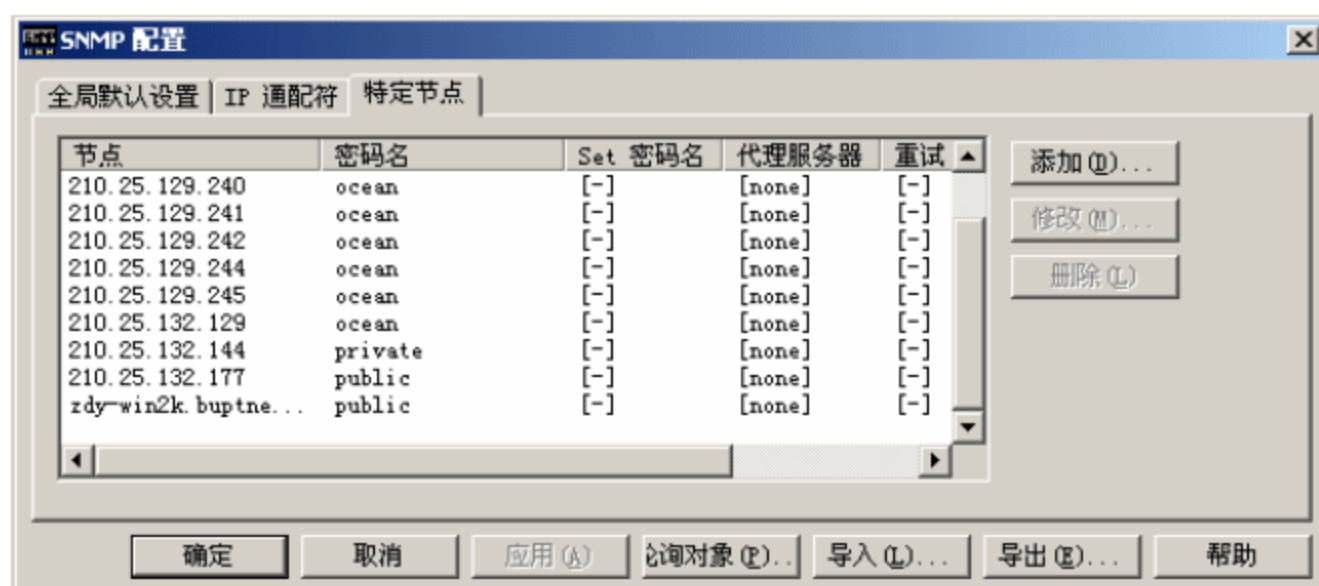 SNMP 配置
全局默认设置 IP 通配符 特定节点
节点 密码名 Set 密码名 代理服务器 重试
210.25.129.240 ocean [-] [none] [-]
210.25.129.241 ocean [-] [none] [-]
210.25.129.242 ocean [-] [none] [-]
210.25.129.244 ocean [-] [none] [-]
210.25.129.245 ocean [-] [none] [-]
210.25.132.129 ocean [-] [none] [-]
210.25.132.144 private [-] [none] [-]
210.25.132.177 public [-] [none] [-]
zdy-win2k.buptne... public [-] [none] [-]
添加(D)...
修改(M)...
删除(L)
确定 取消 应用(A) 询对象(P).. 导入(L)... 导出(E)... 帮助